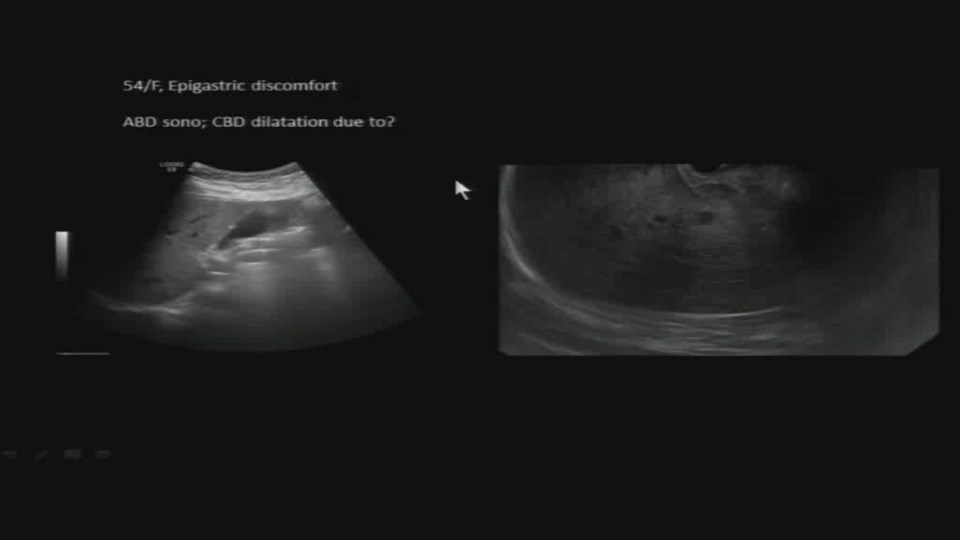 54/F, Epigastric discomfort
ABD sono; CBD dilatation due to?